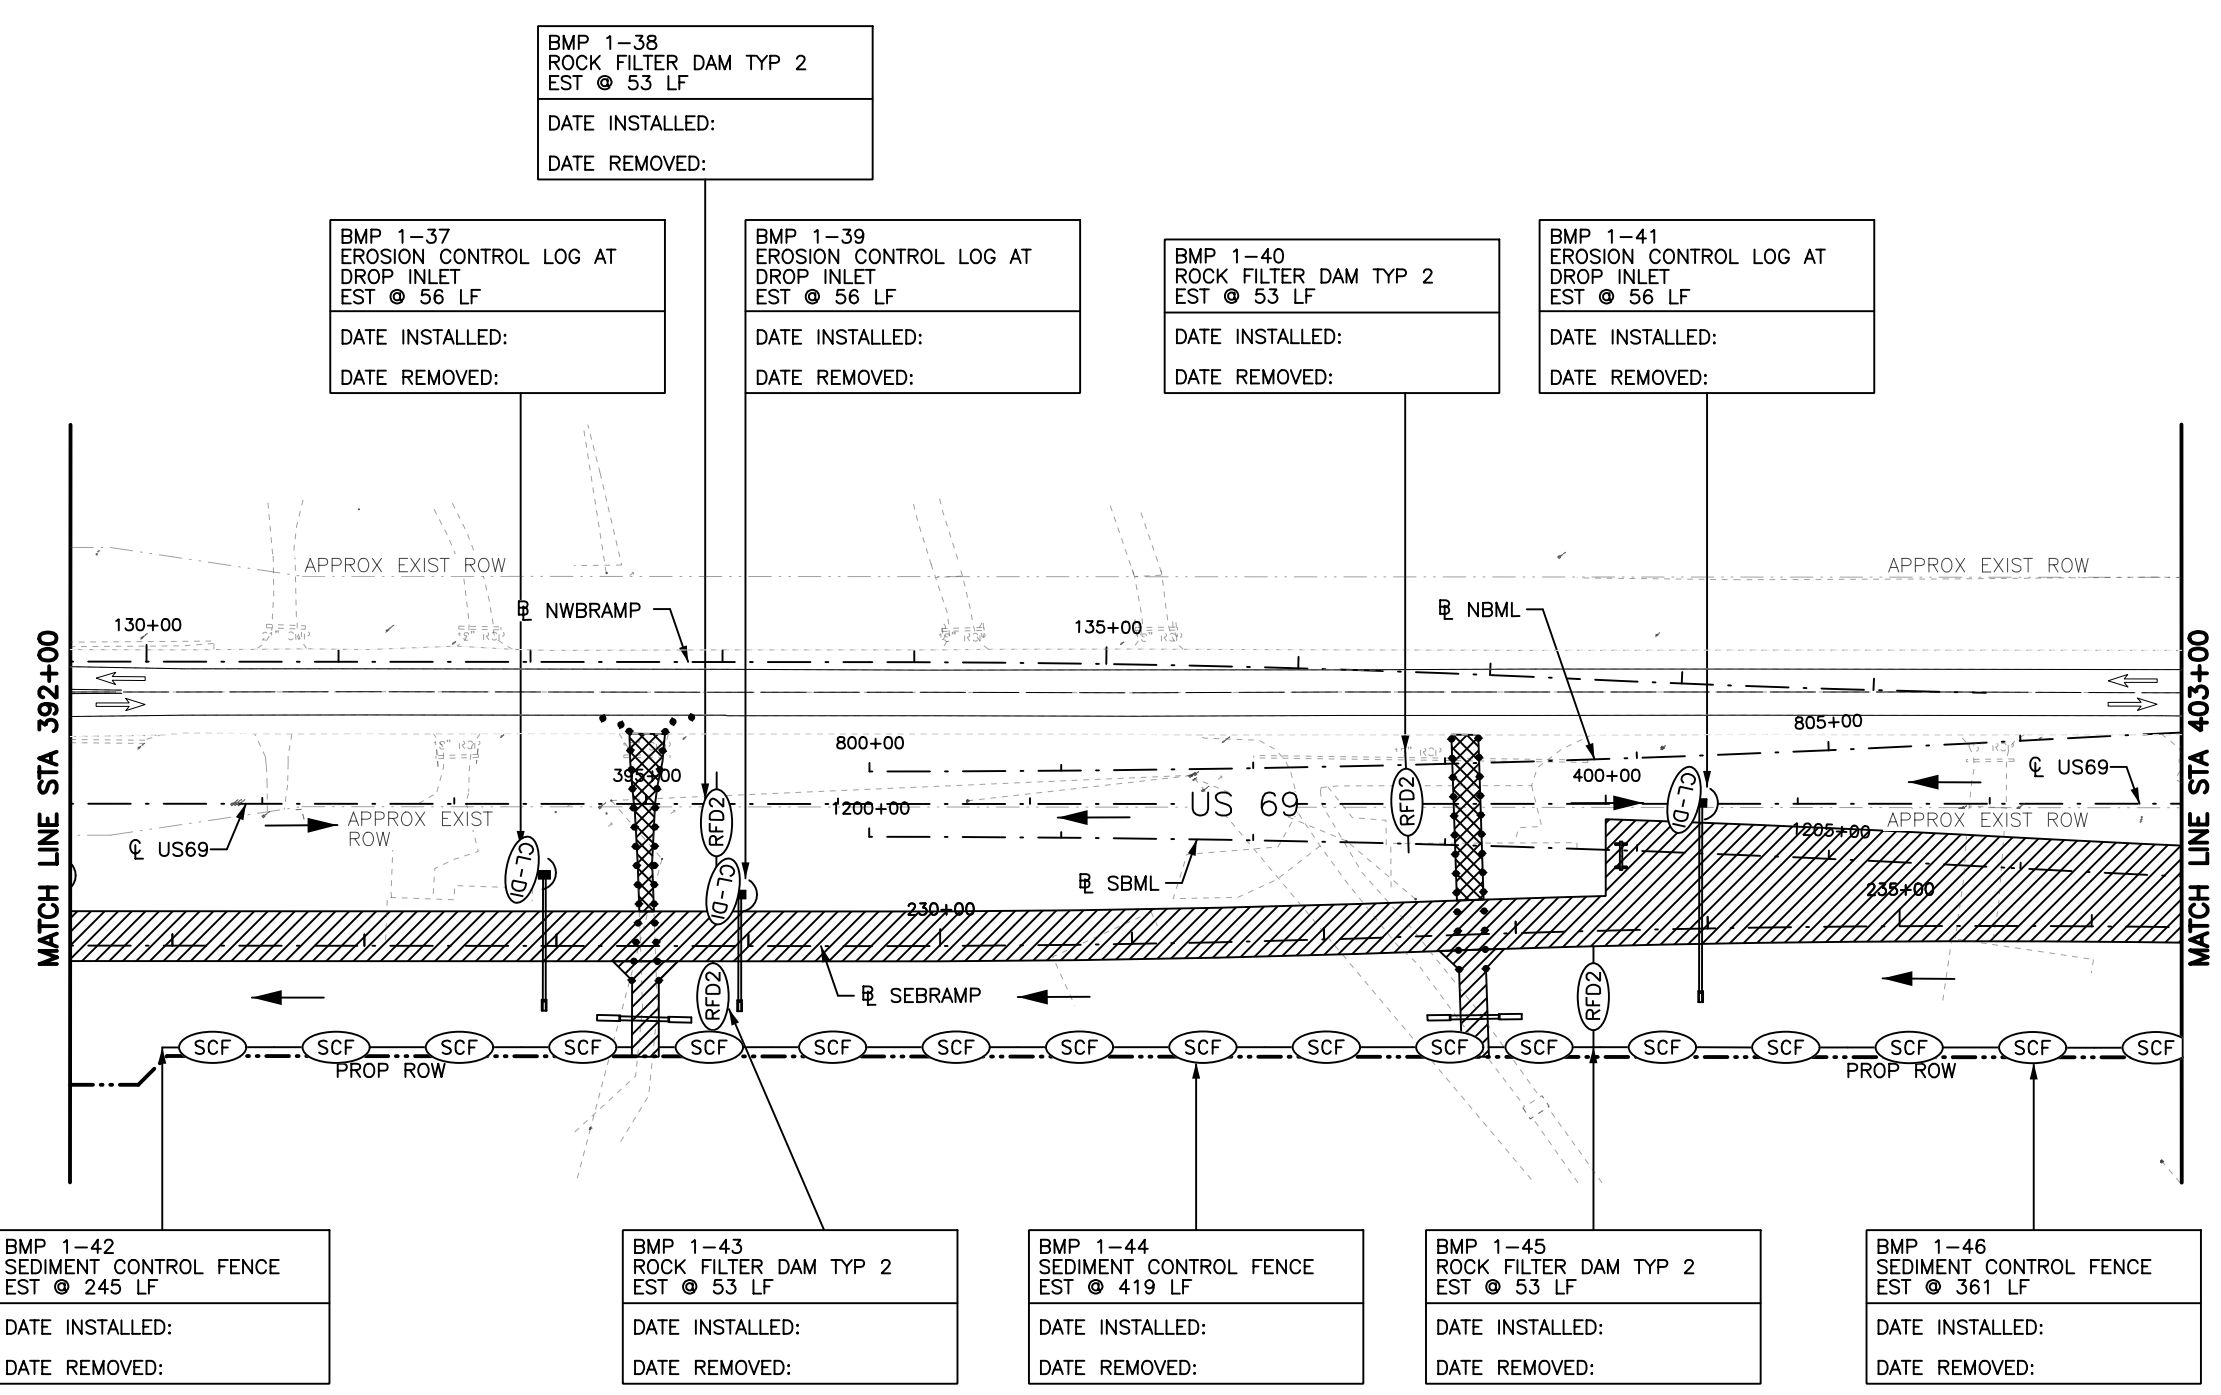 BMP 1-38
ROCK FILTER DAM TYP 2
EST @ 53 LF
DATE INSTALLED:
DATE REMOVED:
BMP 1-37
EROSION CONTROL LOG AT
DROP INLET
EST @ 56 LF
DATE INSTALLED:
DATE REMOVED:
BMP 1-39
EROSION CONTROL LOG AT
DROP INLET
EST @ 56 LF
DATE INSTALLED:
DATE REMOVED:
BMP 1-40
ROCK FILTER DAM TYP 2
EST @ 53 LF
DATE INSTALLED:
DATE REMOVED:
BMP 1-41
EROSION CONTROL LOG AT
DROP INLET
EST @ 56 LF
DATE INSTALLED:
DATE REMOVED:
MATCH LINE STA 392+00
MATCH LINE STA 403+00
APPROX EXIST ROW
APPROX EXIST ROW
130+00
NWBRAMP
135+00
NBML
800+00
805+00
395+00
400+00
US69
1200+00
US 69
APPROX EXIST
ROW
APPROX EXIST ROW
1205+00
US69
RFD2
RFD2
CL-DI
CL-DI
CL-DI
SBML
235+00
230+00
SEBRAMP
RFD2
RFD2
SCF SCF SCF SCF SCF SCF SCF SCF SCF SCF SCF SCF SCF SCF SCF SCF SCF
PROP ROW
PROP ROW
BMP 1-42
SEDIMENT CONTROL FENCE
EST @ 245 LF
DATE INSTALLED:
DATE REMOVED:
BMP 1-43
ROCK FILTER DAM TYP 2
EST @ 53 LF
DATE INSTALLED:
DATE REMOVED:
BMP 1-44
SEDIMENT CONTROL FENCE
EST @ 419 LF
DATE INSTALLED:
DATE REMOVED:
BMP 1-45
ROCK FILTER DAM TYP 2
EST @ 53 LF
DATE INSTALLED:
DATE REMOVED:
BMP 1-46
SEDIMENT CONTROL FENCE
EST @ 361 LF
DATE INSTALLED:
DATE REMOVED: